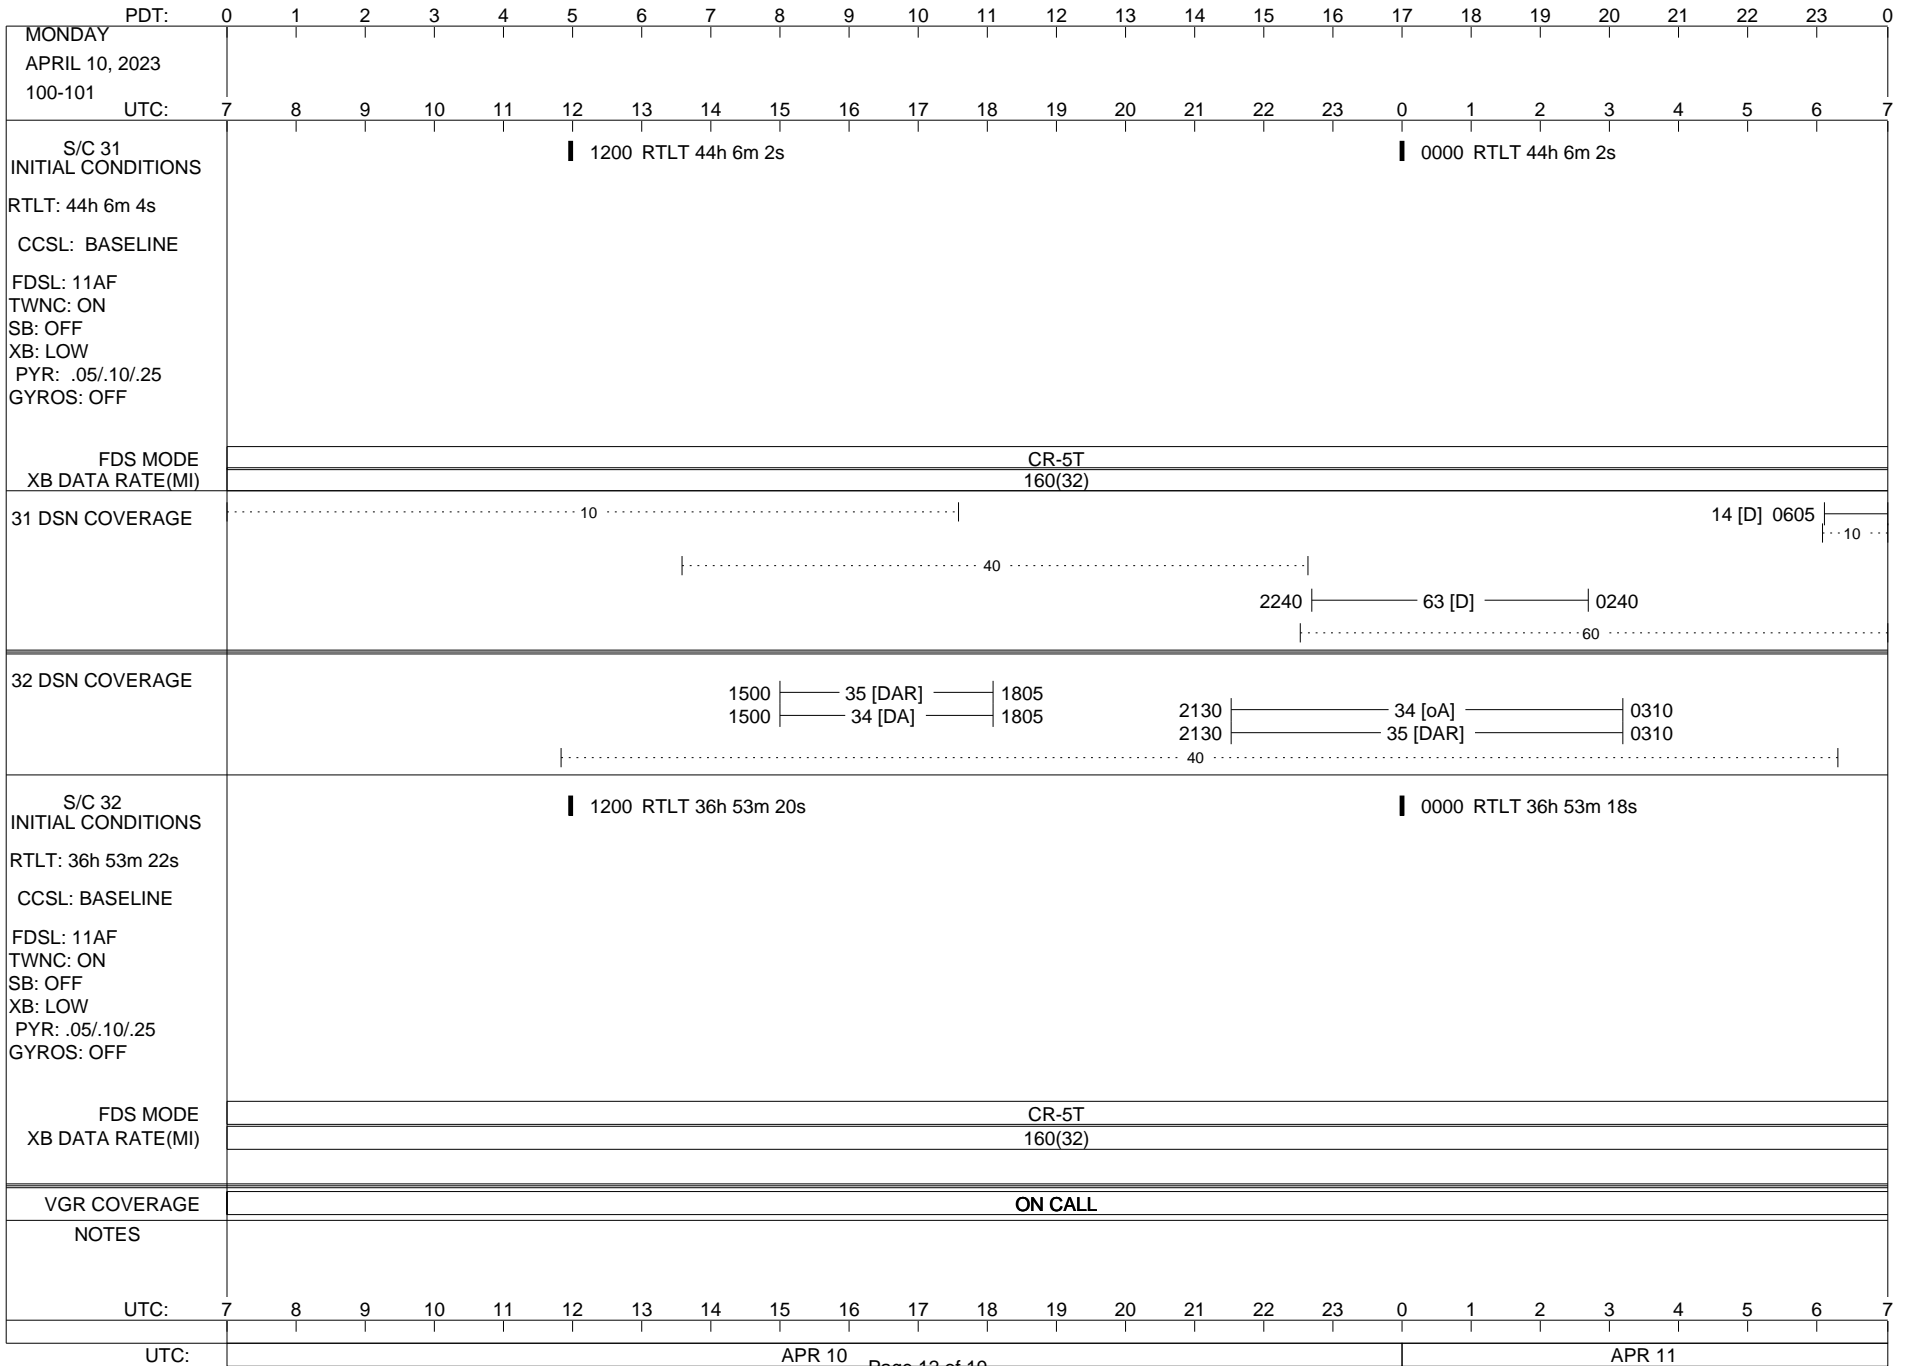 PDT: 0 1 2 3 4 5 6 7 8 9 10 11 12 13 14 15 16 17 18 19 20 21 22 23 0
MONDAY
APRIL 10, 2023
100-101
UTC: 7 8 9 10 11 12 13 14 15 16 17 18 19 20 21 22 23 0 1 2 3 4 5 6 7
S/C 31
INITIAL CONDITIONS
1200 RTLT 44h 6m 2s
0000 RTLT 44h 6m 2s
RTLT: 44h 6m 4s
CCSL: BASELINE
FDSL: 11AF
TWNC: ON
SB: OFF
XB: LOW
PYR: .05/.10/.25
GYROS: OFF
FDS MODE CR-5T
XB DATA RATE(MI) 160(32)
31 DSN COVERAGE
10
14 [D] 0605
10
40
2240 63 [D] 0240
60
32 DSN COVERAGE
1500 35 [DAR] 1805
1500 34 [DA] 1805
2130 34 [oA] 0310
2130 35 [DAR] 0310
40
S/C 32
INITIAL CONDITIONS
1200 RTLT 36h 53m 20s
0000 RTLT 36h 53m 18s
RTLT: 36h 53m 22s
CCSL: BASELINE
FDSL: 11AF
TWNC: ON
SB: OFF
XB: LOW
PYR: .05/.10/.25
GYROS: OFF
FDS MODE CR-5T
XB DATA RATE(MI) 160(32)
VGR COVERAGE ON CALL
NOTES
UTC: 7 8 9 10 11 12 13 14 15 16 17 18 19 20 21 22 23 0 1 2 3 4 5 6 7
UTC: APR 10 APR 11